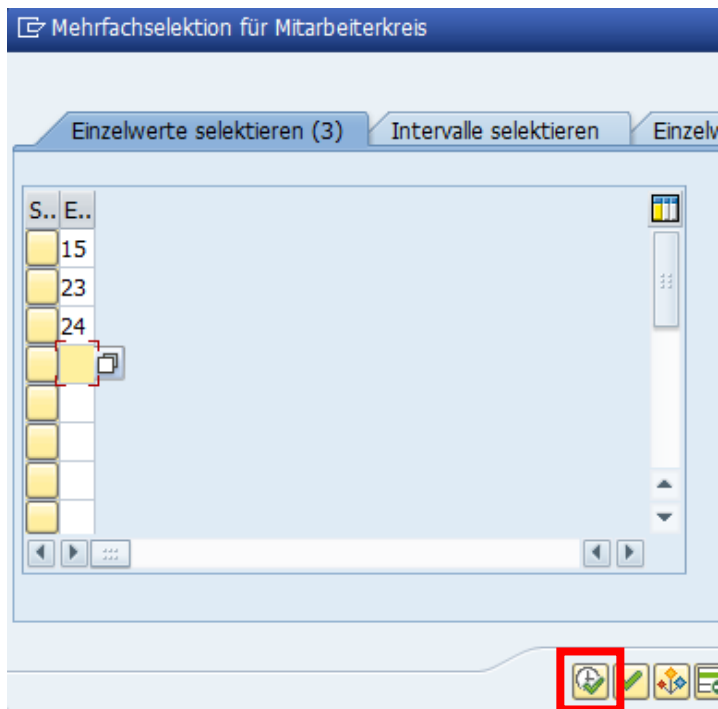 Mehrfachselektion für Mitarbeiterkreis
Einzelwerte selektieren (3) Intervalle selektieren
S.. E..
15
23
24